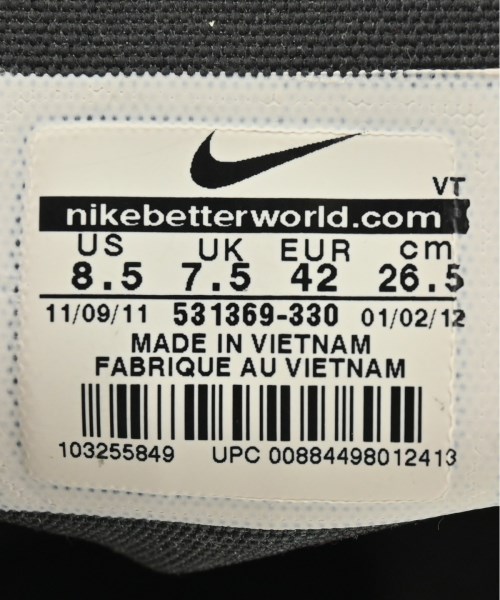 VT
nikebetterworld.com
US UK EUR cm
8.5 7.5 42 26.5
11/09/11 531369-330 01/02/12
MADE IN VIETNAM
FABRIQUE AU VIETNAM
103255849 UPC 00884498012413